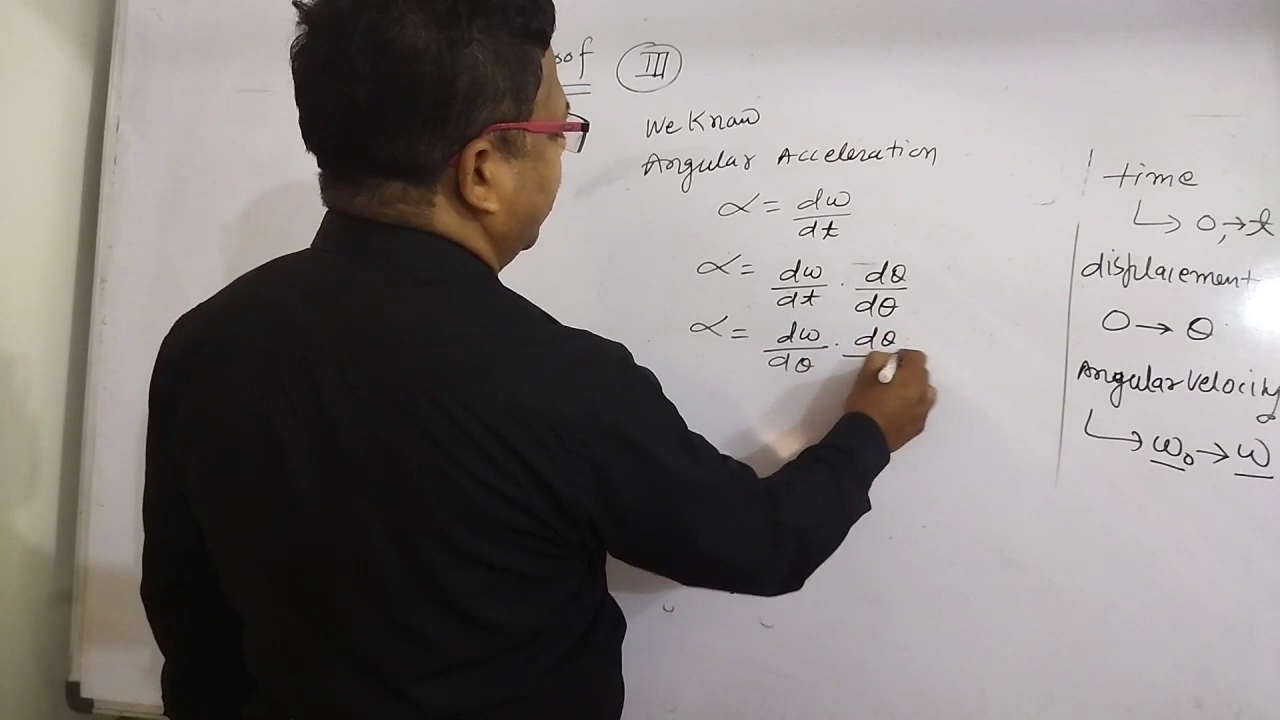 III
We Know
Angular Acceleration
α = dω/dt
α = dω/dt . dθ/dθ
α = dω/dθ . dθ
time
↳ 0, → t
displacement
0 → θ
Angular Velocity
↳ ω₀ → ω